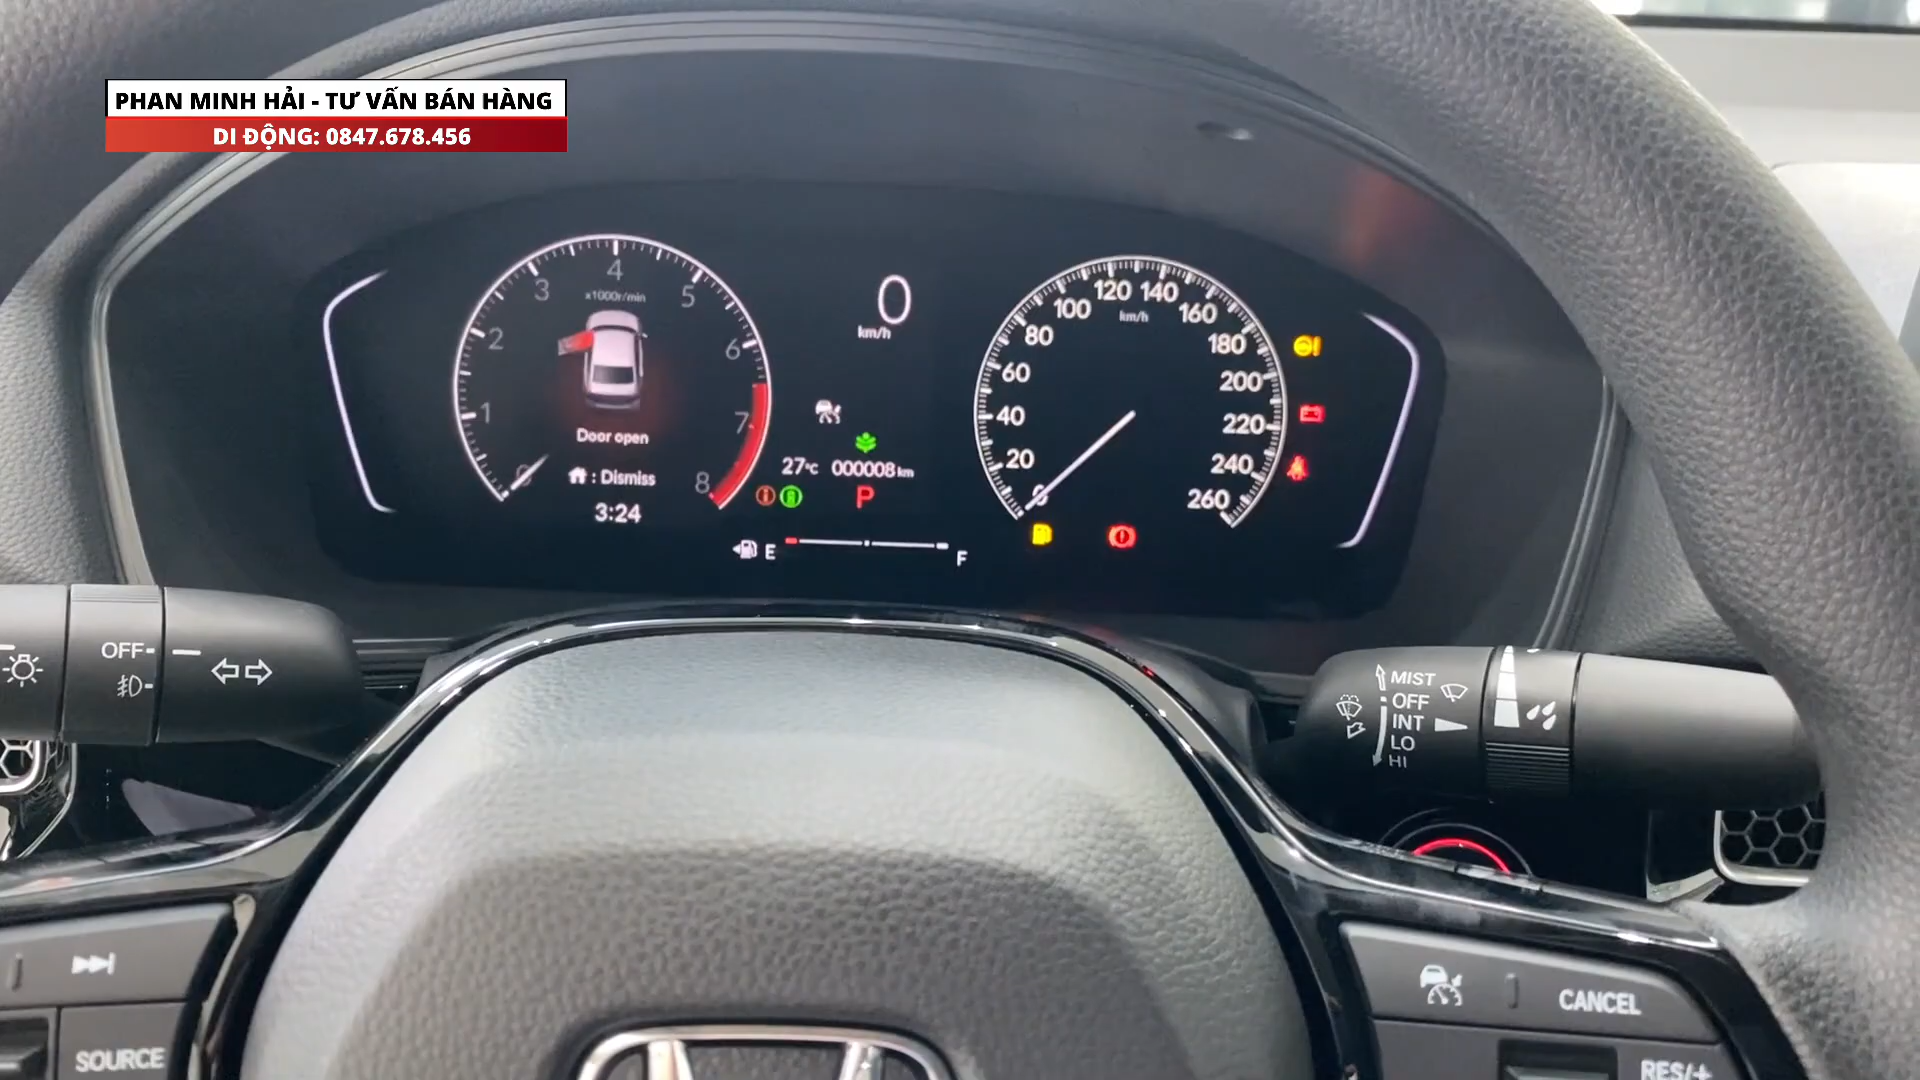 PHAN MINH HẢI - TƯ VẤN BÁN HÀNG
DI ĐỘNG: 0847.678.456
0 1 2 3 4 5 6 7 8
x1000r/min
Door open
: Dismiss
3:24
0
km/h
27°C 000008 km
P
E F
0 20 40 60 80 100 120 140 160 180 200 220 240 260
km/h
OFF
MIST
OFF
INT
LO
HI
SOURCE
CANCEL
RES/+